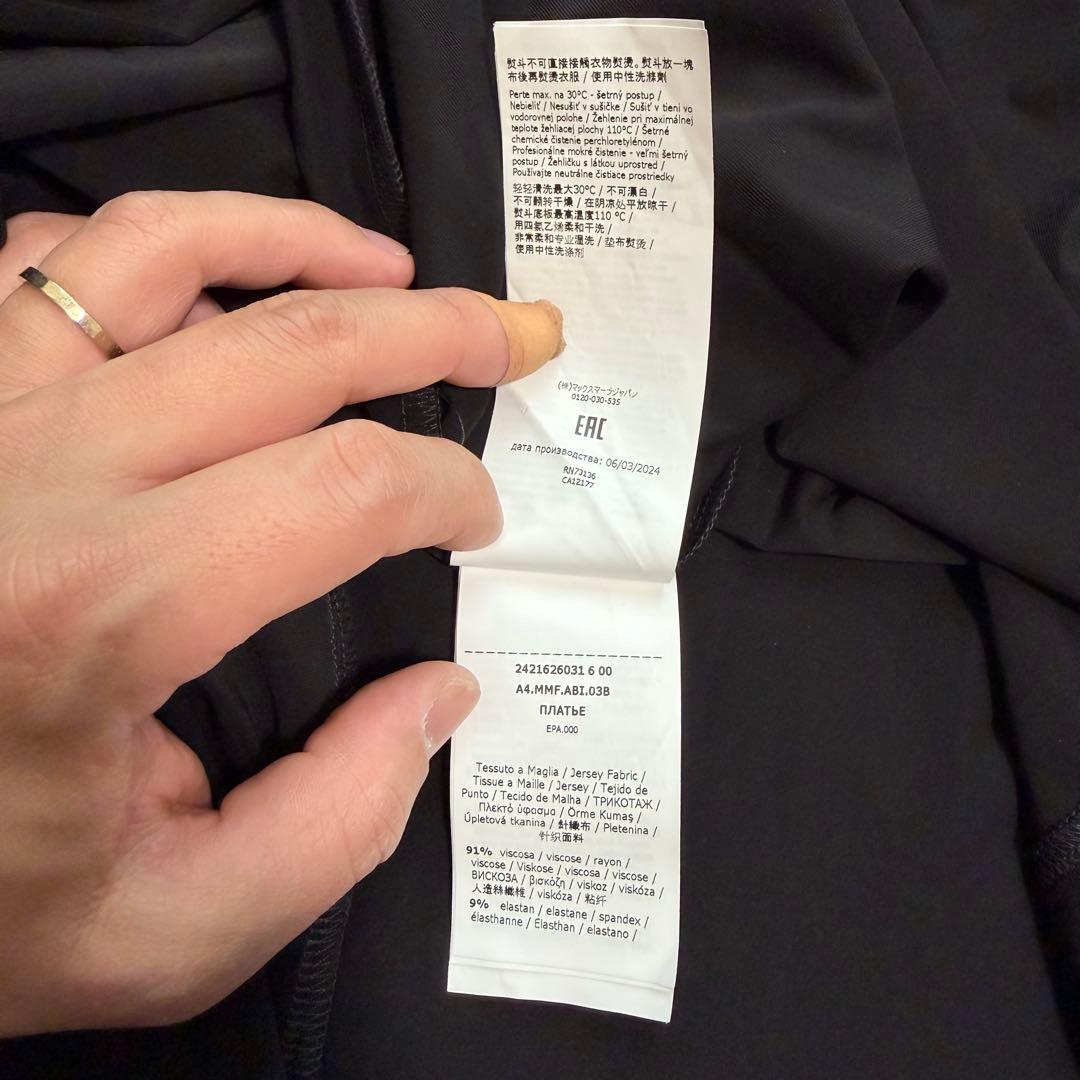 熨斗不可直接接觸衣物熨燙。熨斗放一塊
布後再熨燙衣服 / 使用中性洗滌劑
Perte max. na 30°C - šetrný postup /
Nebieliť / Nesušiť v sušičke / Sušiť v tieni vo
vodorovnej polohe / Žehlenie pri maximálnej
teplote žehliacej plochy 110°C / Šetrné
chemické čistenie perchloretylénom /
Profesionálne mokré čistenie - veľmi šetrný
postup / Žehličku s látkou uprostred /
Používajte neutrálne čistiace prostriedky
轻轻清洗最大30°C / 不可漂白 /
不可翻转干燥 / 在阴凉处平放晾干 /
熨斗底板最高温度110 °C /
用四氯乙烯柔和干洗 /
非常柔和专业湿洗 / 垫布熨烫 /
使用中性洗涤剂
(株)マックスマーラジャパン
0120-030-535
EAC
дата производства: 06/03/2024
RN73136
CA12177
2421626031 6 00
A4.MMF.ABI.03B
ПЛАТЬЕ
EPA.000
Tessuto a Maglia / Jersey Fabric /
Tissue a Maille / Jersey / Tejido de
Punto / Tecido de Malha / ТРИКОТАЖ /
Πλεκτό ύφασμα / Örme Kumaş /
Úpletová tkanina / 針織布 / Pletenina /
针织面料
91% viscosa / viscose / rayon /
viscose / Viskose / viscosa / viscose /
ВИСКОЗА / βισκόζη / viskoz / viskóza /
人造絲纖維 / viskóza / 粘纤
9% elastan / elastane / spandex /
élasthanne / Elasthan / elastano /